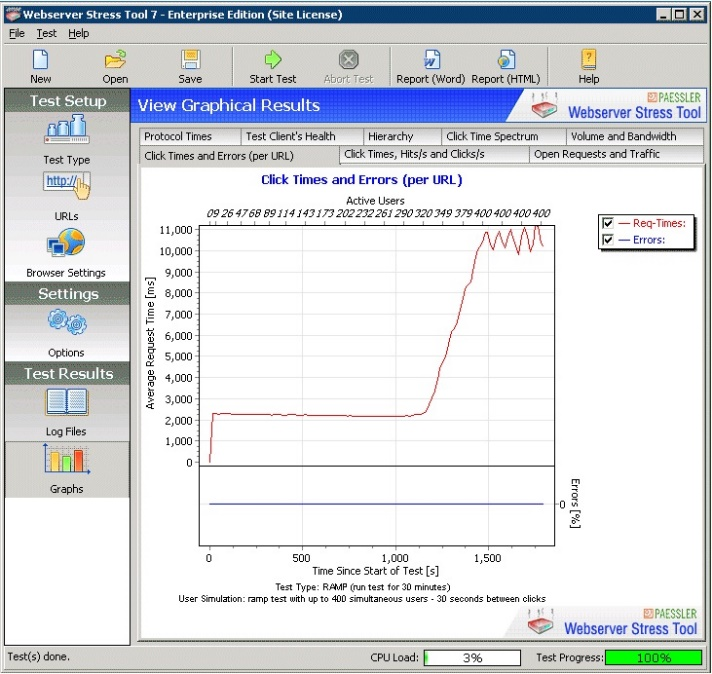 Webserver Stress Tool 7 - Enterprise Edition (Site License)
File Test Help
New Open Save Start Test Abort Test Report (Word) Report (HTML) Help
Test Setup
Test Type
http://
URLs
Browser Settings
Settings
Options
Test Results
Log Files
Graphs
View Graphical Results
PAESSLER
Webserver Stress Tool
Protocol Times Test Client's Health Hierarchy Click Time Spectrum Volume and Bandwidth
Click Times and Errors (per URL) Click Times, Hits/s and Clicks/s Open Requests and Traffic
Click Times and Errors (per URL)
Active Users
0 9 26 47 68 89 114 143 173 202 232 261 290 320 349 379 400 400 400 400
Req-Times:
Errors:
11,000
10,000
9,000
8,000
7,000
6,000
5,000
4,000
3,000
2,000
1,000
0
Average Request Time [ms]
0
Errors [%]
0 500 1,000 1,500
Time Since Start of Test [s]
Test Type: RAMP (run test for 30 minutes)
User Simulation: ramp test with up to 400 simultaneous users - 30 seconds between clicks
PAESSLER
Webserver Stress Tool
Test(s) done. CPU Load: 3% Test Progress: 100%